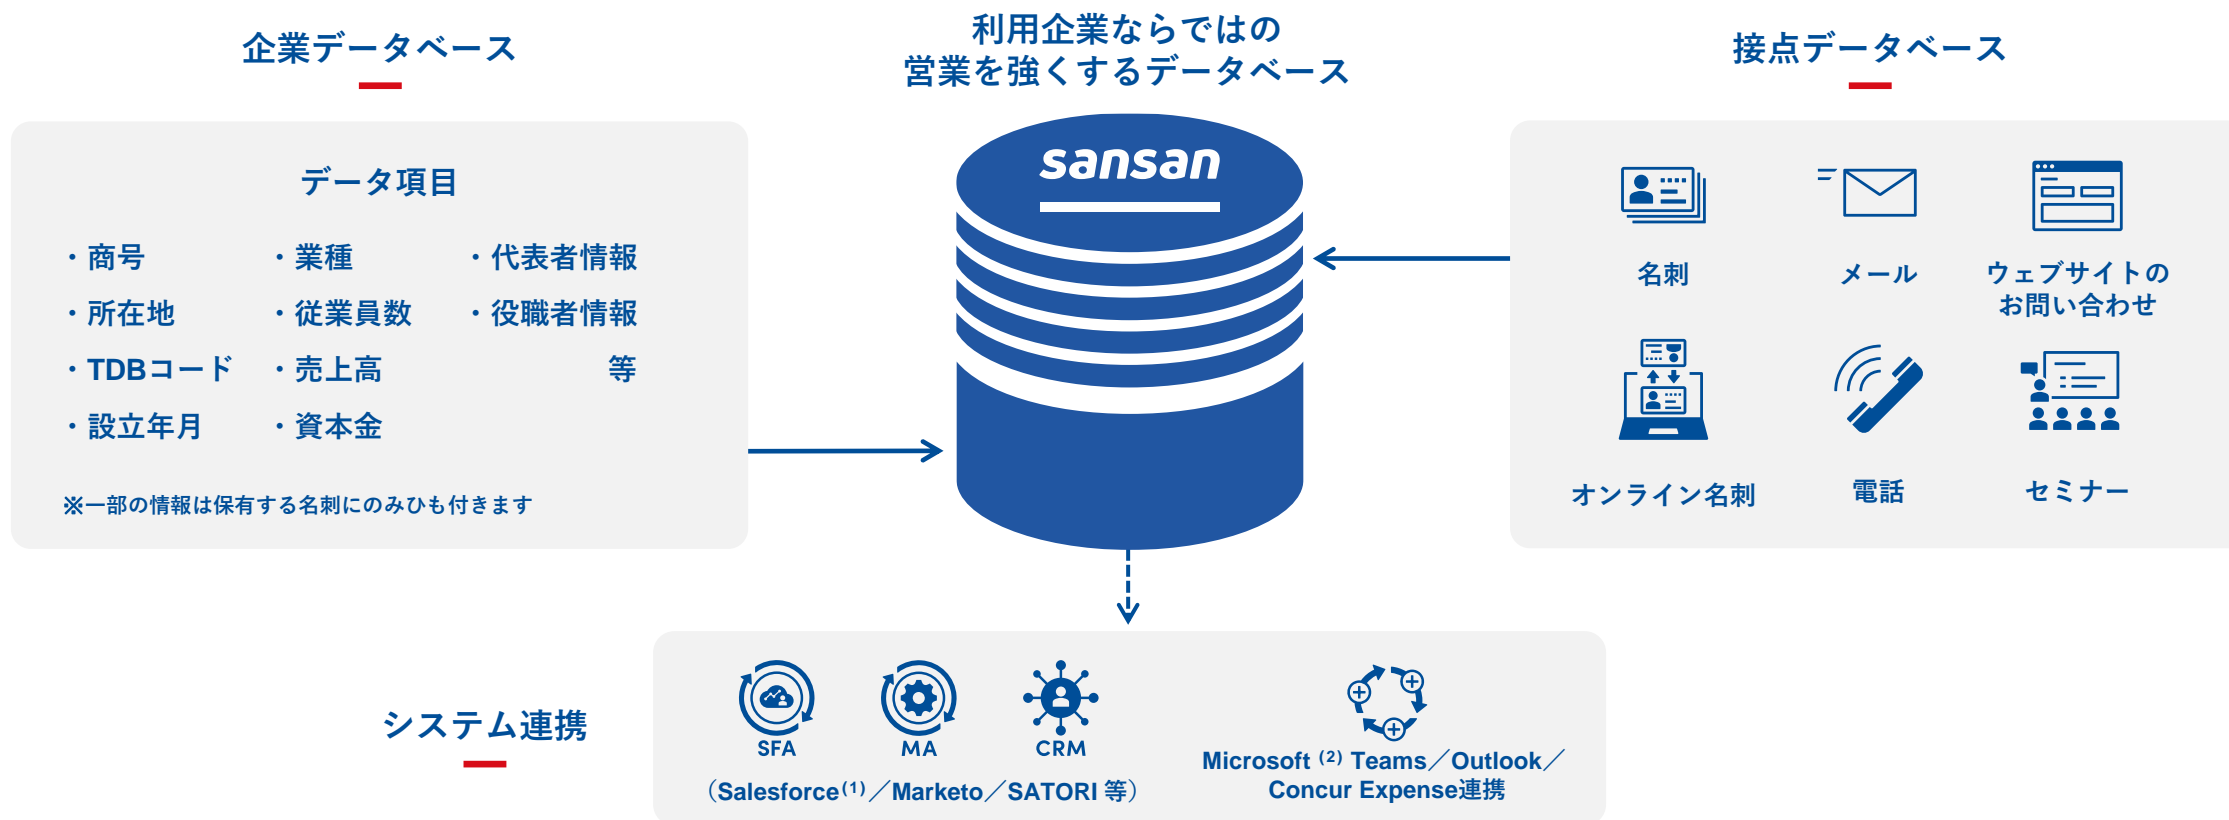 企業データベース
利用企業ならではの
営業を強くするデータベース
接点データベース
データ項目
・商号
・所在地
・TDBコード
・設立年月
・業種
・従業員数
・売上高
・資本金
・代表者情報
・役職者情報
等
※一部の情報は保有する名刺にのみひも付きます
sansan
名刺
メール
ウェブサイトの
お問い合わせ
オンライン名刺
電話
セミナー
システム連携
SFA
MA
CRM
（Salesforce⁽¹⁾／Marketo／SATORI 等）
Microsoft ⁽²⁾ Teams／Outlook／
Concur Expense連携